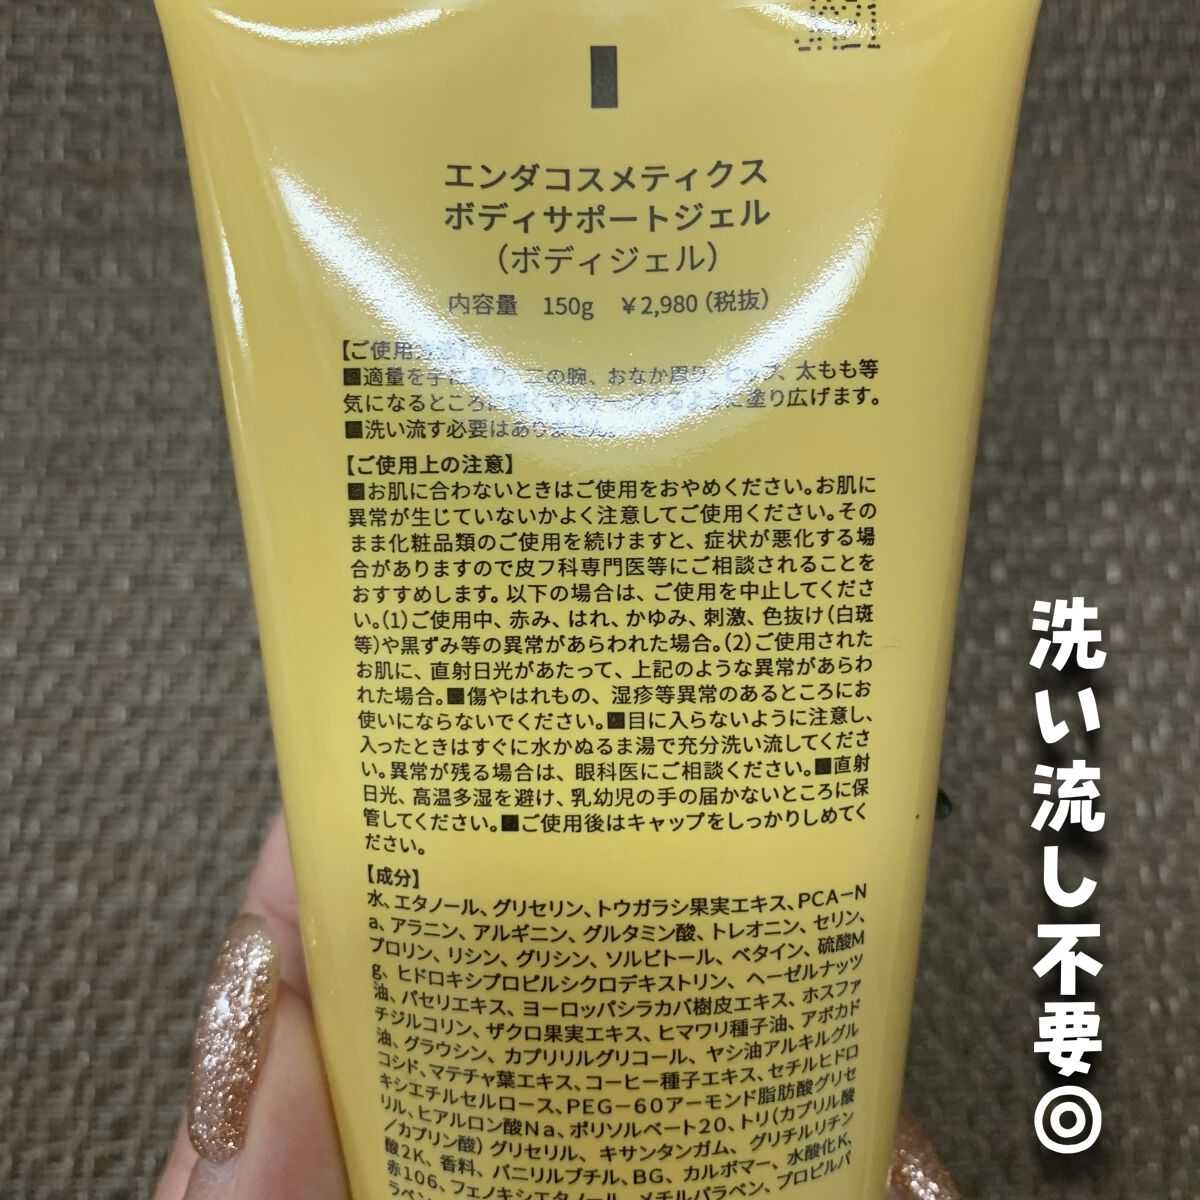 エンダコスメティクス
ボディサポートジェル
（ボディジェル）
内容量 150g ¥2,980（税抜）
【ご使用方法】
■適量を手に取り、二の腕、おなか周り、ヒップ、太もも等
気になるところに軽くマッサージするように塗り広げます。
■洗い流す必要はありません。
【ご使用上の注意】
■お肌に合わないときはご使用をおやめください。お肌に
異常が生じていないかよく注意してご使用ください。その
まま化粧品類のご使用を続けますと、症状が悪化する場
合がありますので皮フ科専門医等にご相談されることを
おすすめします。以下の場合は、ご使用を中止してくださ
い。(1)ご使用中、赤み、はれ、かゆみ、刺激、色抜け（白斑
等）や黒ずみ等の異常があらわれた場合。(2)ご使用された
お肌に、直射日光があたって、上記のような異常があらわ
れた場合。■傷やはれもの、湿疹等異常のあるところにお
使いにならないでください。■目に入らないように注意し、
入ったときはすぐに水かぬるま湯で充分洗い流してくださ
い。異常が残る場合は、眼科医にご相談ください。■直射
日光、高温多湿を避け、乳幼児の手の届かないところに保
管してください。■ご使用後はキャップをしっかりしめてく
ださい。
【成分】
水、エタノール、グリセリン、トウガラシ果実エキス、PCA－N
a、アラニン、アルギニン、グルタミン酸、トレオニン、セリン、
プロリン、リシン、グリシン、ソルビトール、ベタイン、硫酸M
g、ヒドロキシプロピルシクロデキストリン、ヘーゼルナッツ
油、パセリエキス、ヨーロッパシラカバ樹皮エキス、ホスファ
チジルコリン、ザクロ果実エキス、ヒマワリ種子油、アボカド
油、グラウシン、カプリリルグリコール、ヤシ油アルキルグル
コシド、マテチャ葉エキス、コーヒー種子エキス、セチルヒドロ
キシエチルセルロース、PEG－60アーモンド脂肪酸グリセ
リル、ヒアルロン酸Na、ポリソルベート20、トリ（カプリル酸
／カプリン酸）グリセリル、キサンタンガム、グリチルリチン
酸2K、香料、バニリルブチル、BG、カルボマー、水酸化K、
赤106、フェノキシエタノール、メチルパラベン、プロピルパ
ラベン
洗い流し不要◎